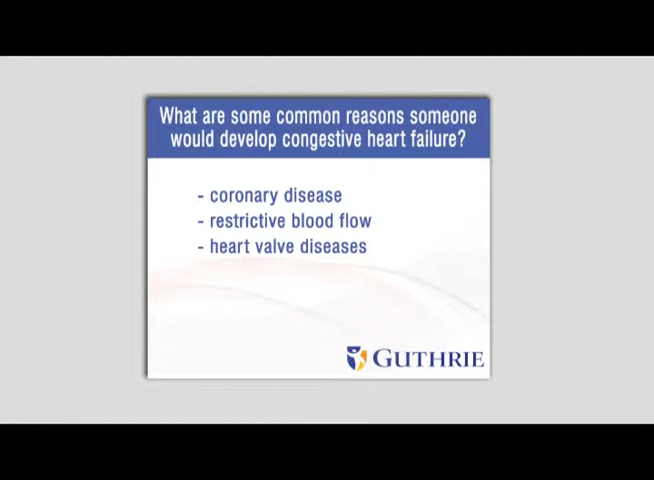 What are some common reasons someone
would develop congestive heart failure?
- coronary disease
- restrictive blood flow
- heart valve diseases
GUTHRIE